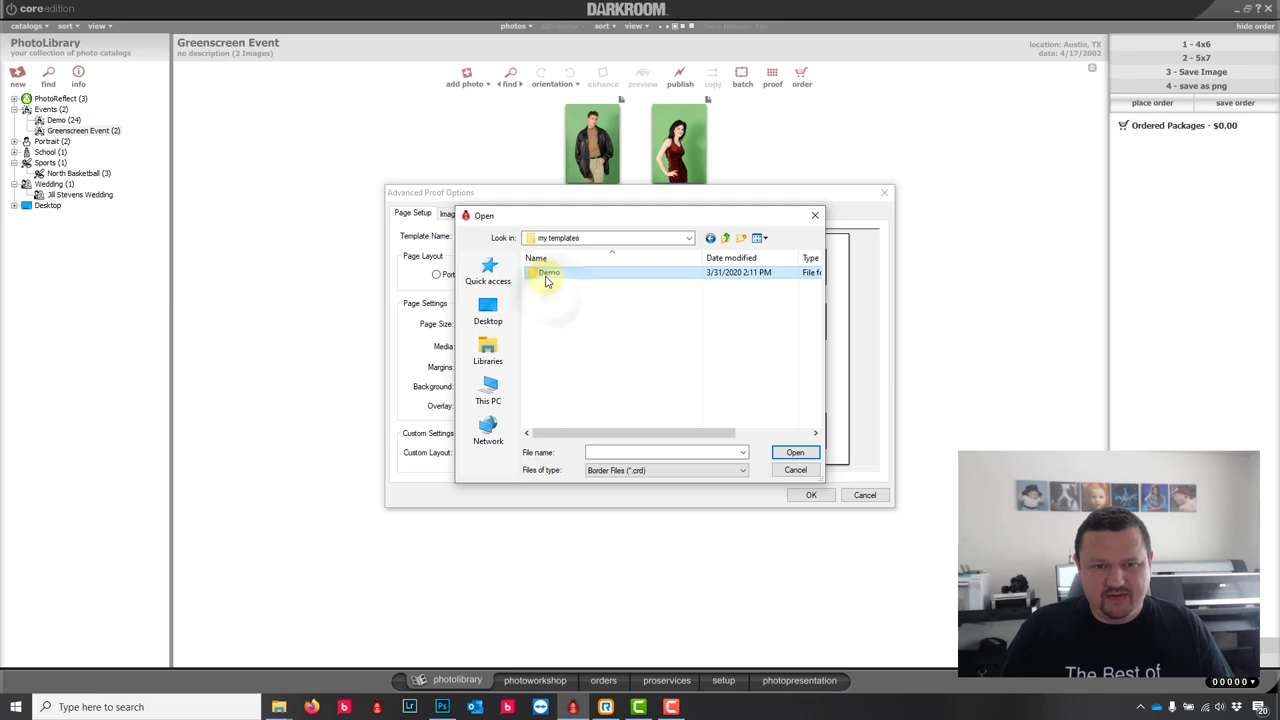 core edition
DARKROOM
catalogs sort view
photos sort view
hide order
PhotoLibrary
your collection of photo catalogs
new find info
PhotoReflect (3)
Events (2)
Demo (24)
Greenscreen Event (2)
Portrait (2)
School (1)
Sports (1)
North Basketball (3)
Wedding (1)
Jill Stevens Wedding
Desktop
Greenscreen Event
no description (2 Images)
location: Austin, TX
date: 4/17/2002
add photo find orientation enhance preview publish copy batch proof order
1 - 4x6
2 - 5x7
3 - Save Image
4 - save as png
place order save order
Ordered Packages - $0.00
Advanced Proof Options
Page Setup Imag
Template Name:
Page Layout
Port
Page Settings
Page Size:
Media:
Margins:
Background:
Overlay:
Custom Settings
Custom Layout:
OK Cancel
Open
Look in: my templates
Name Date modified Type
Demo 3/31/2020 2:11 PM File fo
Quick access
Desktop
Libraries
This PC
Network
File name: Open
Files of type: Border Files (*.crd) Cancel
The Best of
photolibrary photoworkshop orders proservices setup photopresentation
00000
Type here to search
20